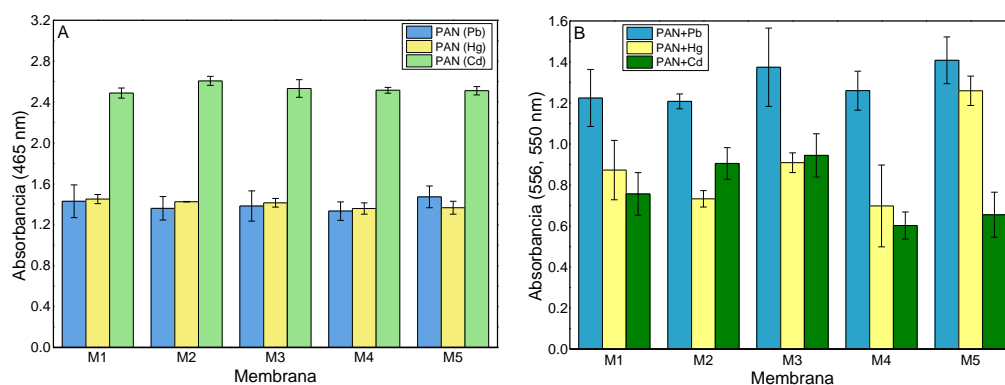 A
PAN (Pb)
PAN (Hg)
PAN (Cd)
3.2
2.8
2.4
2.0
1.6
1.2
0.8
0.4
0.0
Absorbancia (465 nm)
M1 M2 M3 M4 M5
Membrana
B
PAN+Pb
PAN+Hg
PAN+Cd
1.6
1.4
1.2
1.0
0.8
0.6
0.4
0.2
0.0
Absorbancia (556, 550 nm)
M1 M2 M3 M4 M5
Membrana